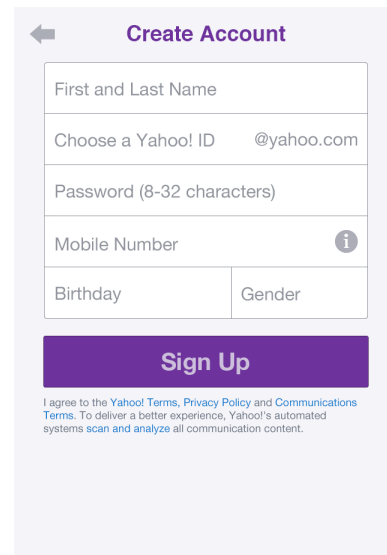 Create Account
First and Last Name
Choose a Yahoo! ID @yahoo.com
Password (8-32 characters)
Mobile Number i
Birthday Gender
Sign Up
I agree to the Yahoo! Terms, Privacy Policy and Communications
Terms. To deliver a better experience, Yahoo!'s automated
systems scan and analyze all communication content.